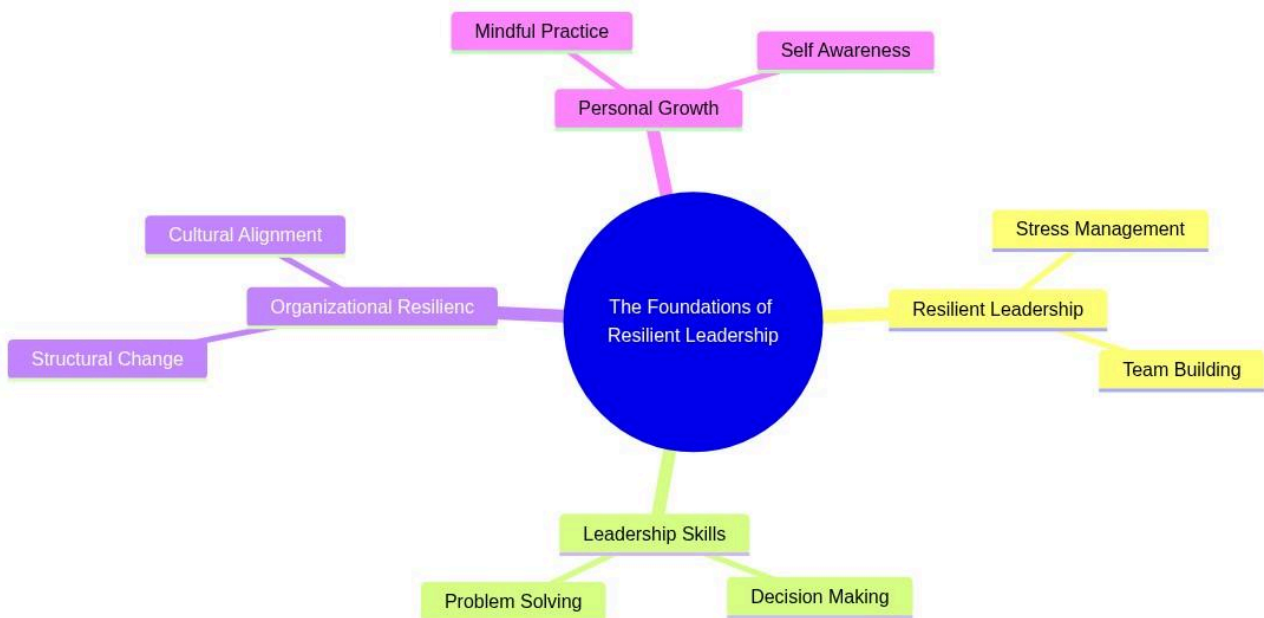 Mindful Practice
Self Awareness
Personal Growth
Cultural Alignment
Stress Management
Organizational Resilienc
The Foundations of
Resilient Leadership
Resilient Leadership
Structural Change
Team Building
Leadership Skills
Problem Solving
Decision Making